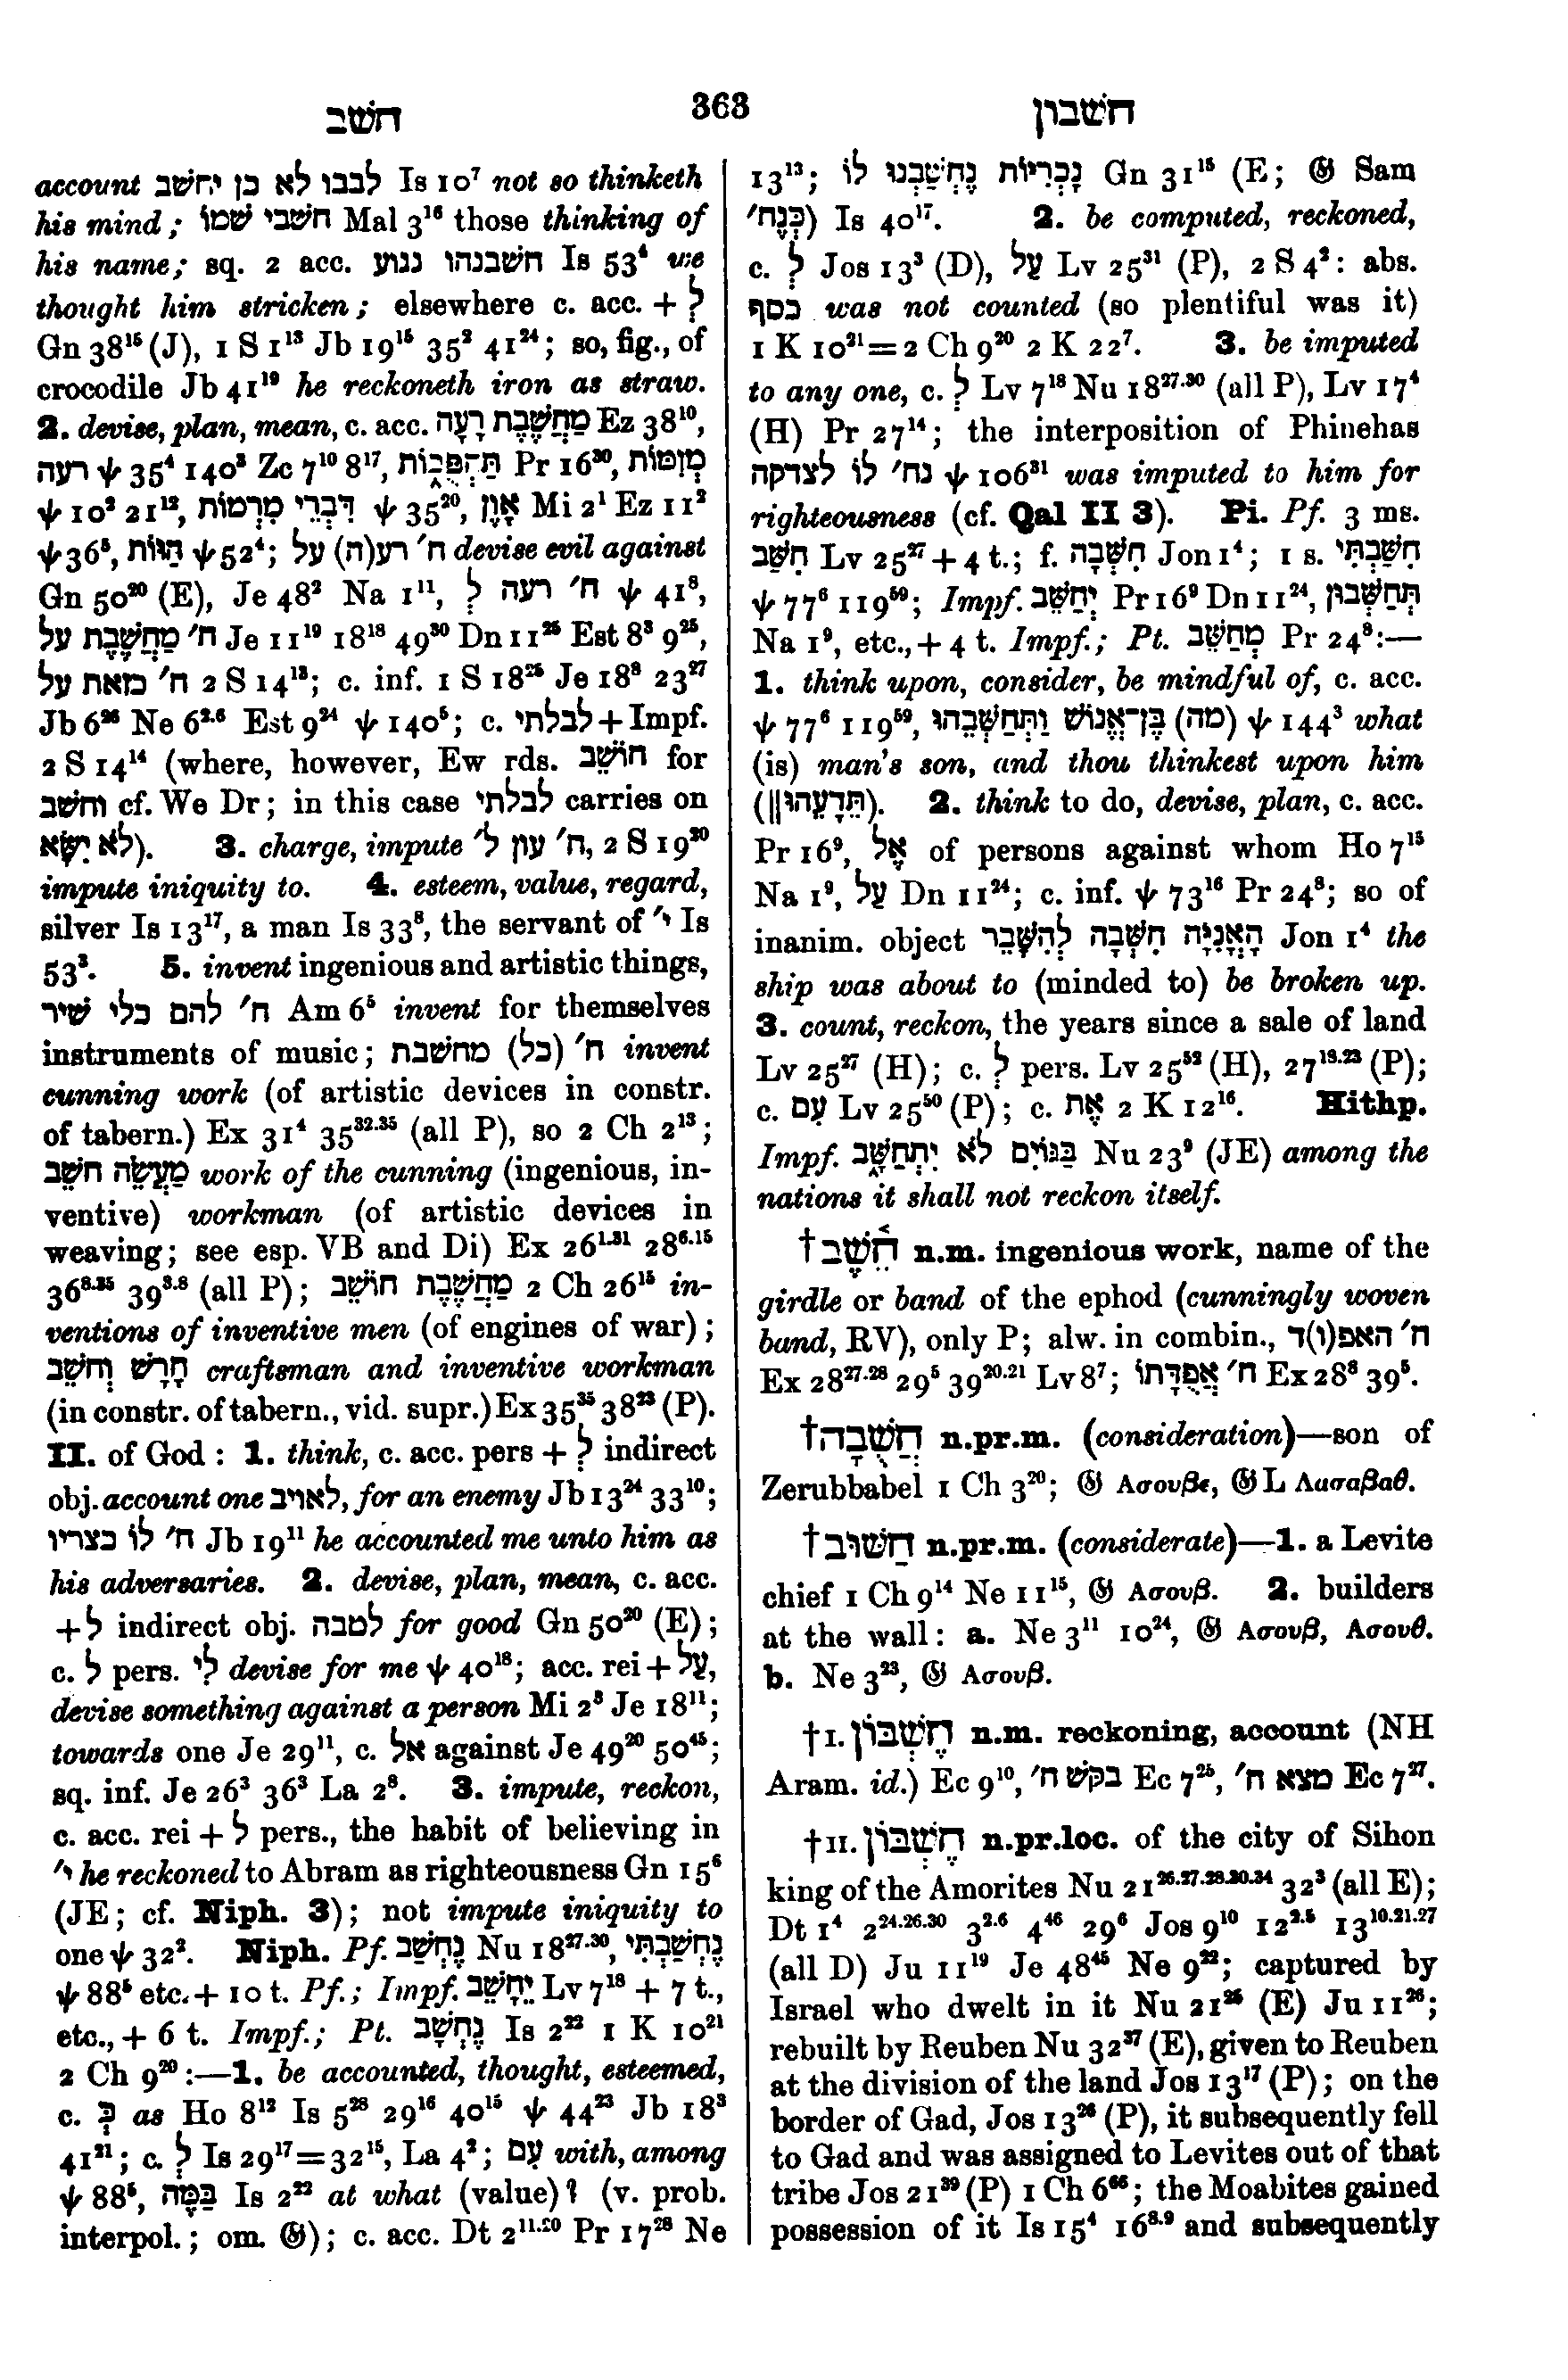 חשׁב
363
חשׁבון
account לבבו לא כן יחשׁב Is 10⁷ not so thinketh
his mind; חשׁבי שׁמוֹ Mal 3¹⁶ those thinking of
his name; sq. 2 acc. חשׁבנהו נגוע Is 53⁴ we
thought him stricken; elsewhere c. acc. + לְ
Gn 38¹⁵ (J), 1 S 1¹³ Jb 19¹⁵ 35² 41²⁴; so, fig., of
crocodile Jb 41¹⁹ he reckoneth iron as straw.
2. devise, plan, mean, c. acc. מַחֲשֶׁבֶת רָעָה Ez 38¹⁰,
רעה ψ 35⁴ 140³ Zc 7¹⁰ 8¹⁷, תַּהְפֻּכוֹת Pr 16³⁰, מְזִמּוֹת
ψ 10² 21¹², דִּבְרֵי מִרְמוֹת ψ 35²⁰, אָוֶן Mi 2¹ Ez 11²
ψ 36⁵, הַוּוֹת ψ 52⁴; ח׳ רע(ה) על devise evil against
Gn 50²⁰ (E), Je 48² Na 1¹¹, ח׳ רעה לְ ψ 41⁸,
ח׳ מַחֲשֶׁבֶת על Je 11¹⁹ 18¹⁸ 49³⁰ Dn 11²⁵ Est 8³ 9²⁵,
ח׳ כזאת על 2 S 14¹³; c. inf. 1 S 18²⁵ Je 18⁸ 23²⁷
Jb 6²⁶ Ne 6²·⁶ Est 9²⁴ ψ 140⁵; c. לבלתי + Impf.
2 S 14¹⁴ (where, however, Ew rds. חוֹשֵׁב for
וחשׁב cf. We Dr; in this case לבלתי carries on
לֹא יִשָּׂא). 3. charge, impute ח׳ עון ל׳, 2 S 19²⁰
impute iniquity to. 4. esteem, value, regard,
silver Is 13¹⁷, a man Is 33⁸, the servant of י׳ Is
53³. 5. invent ingenious and artistic things,
ח׳ להם כלי שׁיר Am 6⁵ invent for themselves
instruments of music; ח׳ (כל) מחשׁבת invent
cunning work (of artistic devices in constr.
of tabern.) Ex 31⁴ 35³²·³⁵ (all P), so 2 Ch 2¹³;
מַעֲשֵׂה חשֵׁב work of the cunning (ingenious, in-
ventive) workman (of artistic devices in
weaving; see esp. VB and Di) Ex 26¹·³¹ 28⁶·¹⁵
36⁸·³⁵ 39³·⁸ (all P); מַחֲשֶׁבֶת חוֹשֵׁב 2 Ch 26¹⁵ in-
ventions of inventive men (of engines of war);
חָרָשׁ וְחשֵׁב craftsman and inventive workman
(in constr. of tabern., vid. supr.) Ex 35³⁵ 38²³ (P).
II. of God : 1. think, c. acc. pers + לְ indirect
obj. account one לאויב, for an enemy Jb 13²⁴ 33¹⁰;
ח׳ לוֹ כצריו Jb 19¹¹ he accounted me unto him as
his adversaries. 2. devise, plan, mean, c. acc.
+ ל indirect obj. לטבה for good Gn 50²⁰ (E);
c. ל pers. לִי devise for me ψ 40¹⁸; acc. rei + עַל,
devise something against a person Mi 2³ Je 18¹¹;
towards one Je 29¹¹, c. אל against Je 49²⁰ 50⁴⁵;
sq. inf. Je 26³ 36³ La 2⁸. 3. impute, reckon,
c. acc. rei + ל pers., the habit of believing in
י׳ he reckoned to Abram as righteousness Gn 15⁶
(JE; cf. Niph. 3); not impute iniquity to
one ψ 32². Niph. Pf. נֶחְשַׁב Nu 18²⁷·³⁰, נֶחְשַׁבְתִּי
ψ 88⁵ etc. + 10 t. Pf.; Impf. יֵחָשֵׁב Lv 7¹⁸ + 7 t.,
etc., + 6 t. Impf.; Pt. נֶחְשָׁב Is 2²² 1 K 10²¹
2 Ch 9²⁰ :—1. be accounted, thought, esteemed,
c. כְּ as Ho 8¹² Is 5²⁸ 29¹⁶ 40¹⁵ ψ 44²³ Jb 18³
41²¹; c. לְ Is 29¹⁷ = 32¹⁵, La 4²; עִם with, among
ψ 88⁵, בַּמֶּה Is 2²² at what (value)? (v. prob.
interpol.; om. 𝔊); c. acc. Dt 2¹¹·²⁰ Pr 17²⁸ Ne
13¹³; נָכְרִיּוֹת נֶחְשַׁבְנוּ לוֹ Gn 31¹⁵ (E; 𝔊 Sam
כְּנָח׳) Is 40¹⁷. 2. be computed, reckoned,
c. לְ Jos 13³ (D), עַל Lv 25³¹ (P), 2 S 4²: abs.
כסף was not counted (so plentiful was it)
1 K 10²¹ = 2 Ch 9²⁰ 2 K 22⁷. 3. be imputed
to any one, c. לְ Lv 7¹⁸ Nu 18²⁷·³⁰ (all P), Lv 17⁴
(H) Pr 27¹⁴; the interposition of Phinehas
נח׳ לוֹ לצדקה ψ 106³¹ was imputed to him for
righteousness (cf. Qal II 3). Pi. Pf. 3 ms.
חִשַּׁב Lv 25²⁷ + 4 t.; f. חִשְּׁבָה Jon 1⁴; 1 s. חִשַּׁבְתִּי
ψ 77⁶ 119⁵⁹; Impf. יְחַשֵּׁב Pr 16⁹ Dn 11²⁴, תְּחַשְּׁבוּן
Na 1⁹, etc., + 4 t. Impf.; Pt. מְחַשֵּׁב Pr 24⁸:—
1. think upon, consider, be mindful of, c. acc.
ψ 77⁶ 119⁵⁹, (מה) בֶּן־אֱנוֹשׁ וַתְּחַשְּׁבֵהוּ ψ 144³ what
(is) man's son, and thou thinkest upon him
(‖תֵּדָעֵהוּ). 2. think to do, devise, plan, c. acc.
Pr 16⁹, אֶל of persons against whom Ho 7¹⁵
Na 1⁹, עַל Dn 11²⁴; c. inf. ψ 73¹⁶ Pr 24⁸; so of
inanim. object הָאֳנִיָּה חִשְּׁבָה לְהִשָּׁבֵר Jon 1⁴ the
ship was about to (minded to) be broken up.
3. count, reckon, the years since a sale of land
Lv 25²⁷ (H); c. לְ pers. Lv 25⁵² (H), 27¹⁸·²³ (P);
c. עִם Lv 25⁵⁰ (P); c. אֶת 2 K 12¹⁶. Hithp.
Impf. בַּגּוֹיִם לֹא יִתְחַשָּׁב Nu 23⁹ (JE) among the
nations it shall not reckon itself.
† חֵ֫שֶׁב n.m. ingenious work, name of the
girdle or band of the ephod (cunningly woven
band, RV), only P; alw. in combin., ח׳ האפ(ו)ד
Ex 28²⁷·²⁸ 29⁵ 39²⁰·²¹ Lv 8⁷; ח׳ אֲפֻדָּתוֹ Ex 28⁸ 39⁵.
† חֲשֻׁבָה n.pr.m. (consideration)—son of
Zerubbabel 1 Ch 3²⁰; 𝔊 Ασουβε, 𝔊L Λασαβαθ.
† חַשּׁוּב n.pr.m. (considerate)—1. a Levite
chief 1 Ch 9¹⁴ Ne 11¹⁵, 𝔊 Ασουβ. 2. builders
at the wall: a. Ne 3¹¹ 10²⁴, 𝔊 Ασουβ, Ασουθ.
b. Ne 3²³, 𝔊 Ασουβ.
† I. חֶשְׁבּוֹן n.m. reckoning, account (NH
Aram. id.) Ec 9¹⁰, בקשׁ ח׳ Ec 7²⁵, מצא ח׳ Ec 7²⁷.
† II. חֶשְׁבּוֹן n.pr.loc. of the city of Sihon
king of the Amorites Nu 21²⁶·²⁷·²⁸·³⁰·³⁴ 32³ (all E);
Dt 1⁴ 2²⁴·²⁶·³⁰ 3²·⁶ 4⁴⁶ 29⁶ Jos 9¹⁰ 12²·⁵ 13¹⁰·²¹·²⁷
(all D) Ju 11¹⁹ Je 48⁴⁵ Ne 9²²; captured by
Israel who dwelt in it Nu 21²⁵ (E) Ju 11²⁶;
rebuilt by Reuben Nu 32³⁷ (E), given to Reuben
at the division of the land Jos 13¹⁷ (P); on the
border of Gad, Jos 13²⁶ (P), it subsequently fell
to Gad and was assigned to Levites out of that
tribe Jos 21³⁹ (P) 1 Ch 6⁶⁶; the Moabites gained
possession of it Is 15⁴ 16⁸·⁹ and subsequently